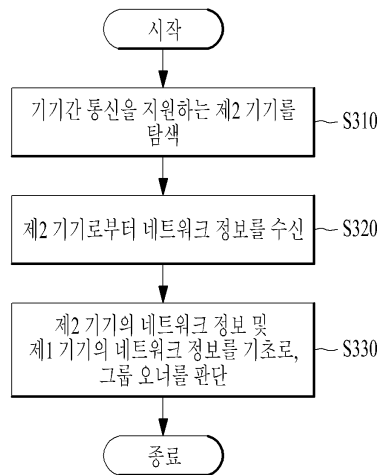 시작
기기간 통신을 지원하는 제2 기기를
탐색
S310
제2 기기로부터 네트워크 정보를 수신
S320
제2 기기의 네트워크 정보 및
제1 기기의 네트워크 정보를 기초로,
그룹 오너를 판단
S330
종료